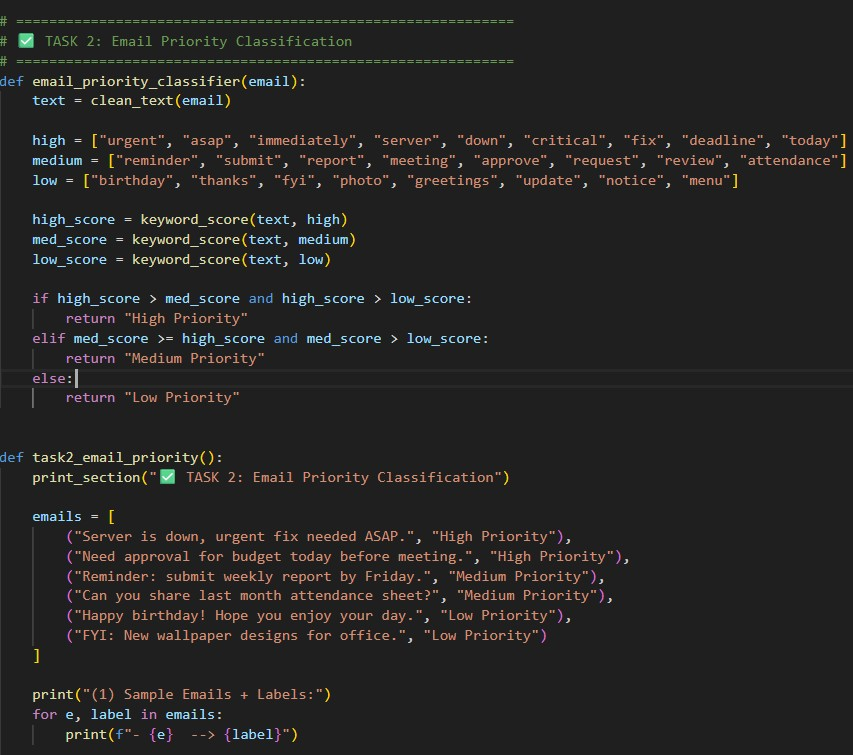 # ============================================================
# ✅ TASK 2: Email Priority Classification
# ============================================================
def email_priority_classifier(email):
    text = clean_text(email)

    high = ["urgent", "asap", "immediately", "server", "down", "critical", "fix", "deadline", "today"]
    medium = ["reminder", "submit", "report", "meeting", "approve", "request", "review", "attendance"]
    low = ["birthday", "thanks", "fyi", "photo", "greetings", "update", "notice", "menu"]

    high_score = keyword_score(text, high)
    med_score = keyword_score(text, medium)
    low_score = keyword_score(text, low)

    if high_score > med_score and high_score > low_score:
        return "High Priority"
    elif med_score >= high_score and med_score > low_score:
        return "Medium Priority"
    else:
        return "Low Priority"


def task2_email_priority():
    print_section("✅ TASK 2: Email Priority Classification")

    emails = [
        ("Server is down, urgent fix needed ASAP.", "High Priority"),
        ("Need approval for budget today before meeting.", "High Priority"),
        ("Reminder: submit weekly report by Friday.", "Medium Priority"),
        ("Can you share last month attendance sheet?", "Medium Priority"),
        ("Happy birthday! Hope you enjoy your day.", "Low Priority"),
        ("FYI: New wallpaper designs for office.", "Low Priority")
    ]

    print("(1) Sample Emails + Labels:")
    for e, label in emails:
        print(f"- {e}  --> {label}")